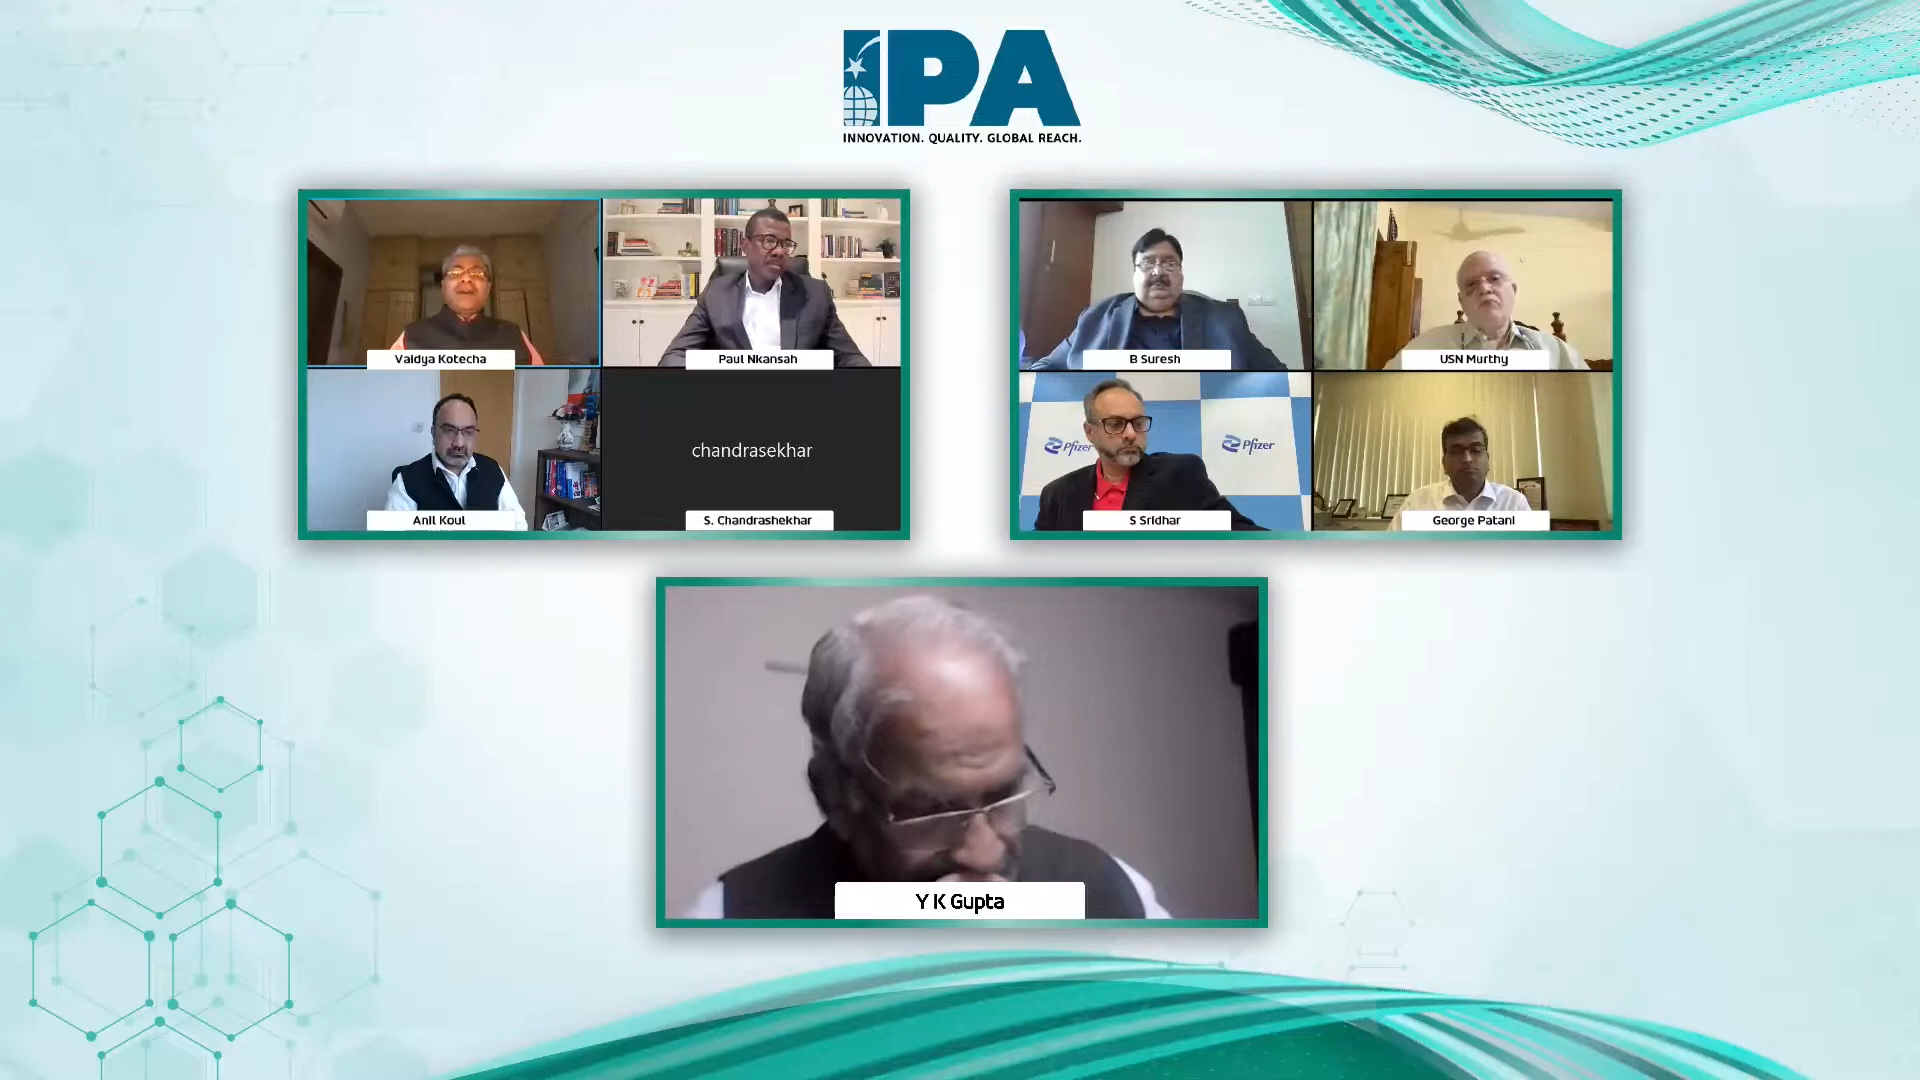 IPA
INNOVATION. QUALITY. GLOBAL REACH.
Vaidya Kotecha
Paul Nkansah
Anil Koul
chandrasekhar
S. Chandrashekhar
B Suresh
USN Murthy
Pfizer
Pfizer
S Sridhar
George Patani
Y K Gupta